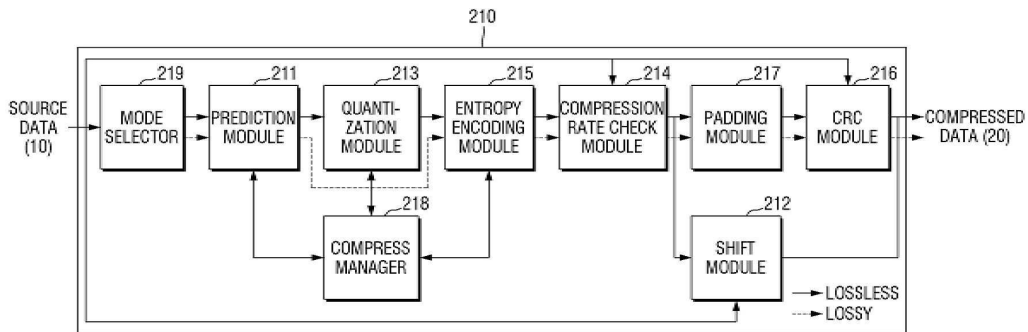 210
219
211
213
215
214
217
216
SOURCE
DATA
(10)
MODE
SELECTOR
PREDICTION
MODULE
QUANTI-
ZATION
MODULE
ENTROPY
ENCODING
MODULE
COMPRESSION
RATE CHECK
MODULE
PADDING
MODULE
CRC
MODULE
COMPRESSED
DATA (20)
218
COMPRESS
MANAGER
212
SHIFT
MODULE
LOSSLESS
LOSSY